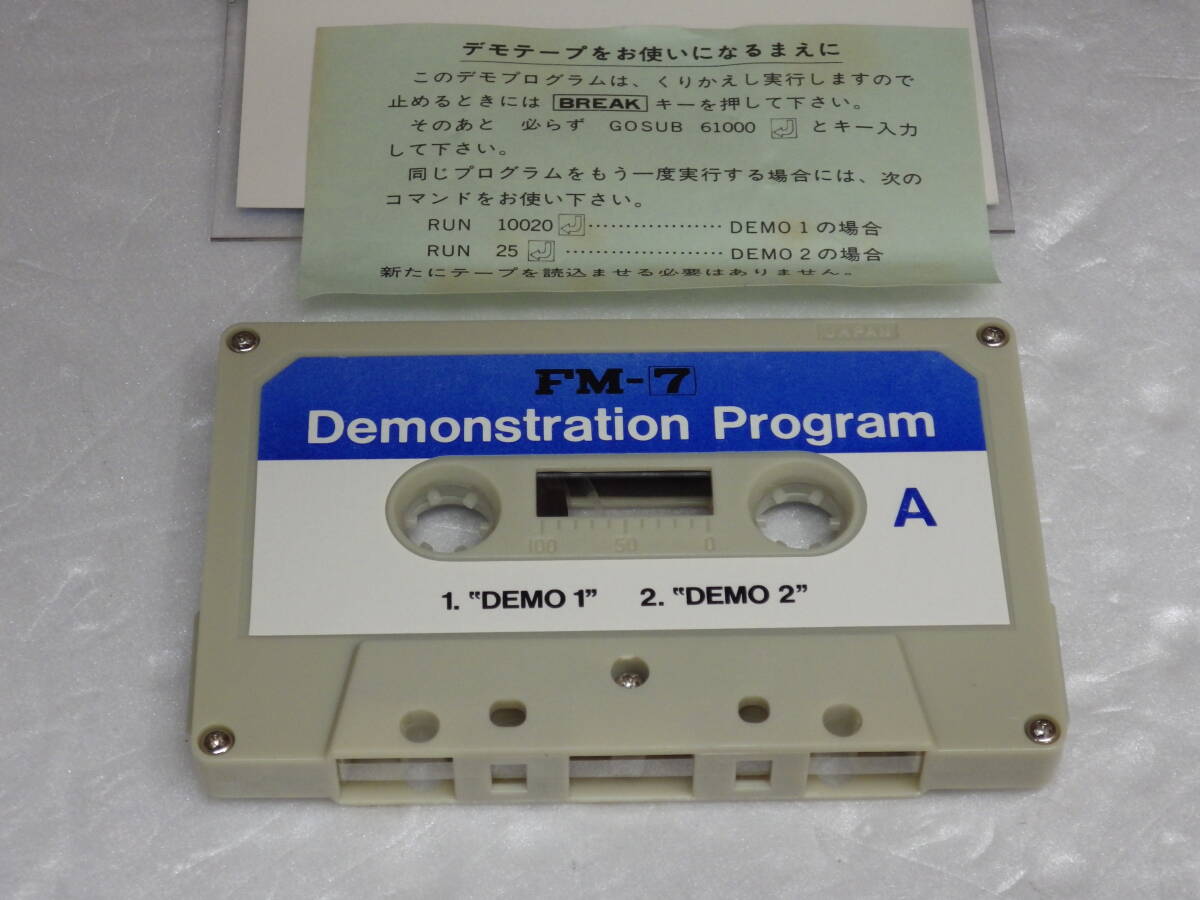 デモテープをお使いになるまえに
このデモプログラムは、くりかえし実行しますので
止めるときには BREAK キーを押して下さい。
そのあと 必らず GOSUB 61000 ⏎ とキー入力
して下さい。
同じプログラムをもう一度実行する場合には、次の
コマンドをお使い下さい。
RUN 10020 ⏎………………… DEMO 1 の場合
RUN 25 ⏎ ………………… DEMO 2 の場合
新たにテープを読込ませる必要はありません。
JAPAN
FM-7
Demonstration Program
A
100 50 0
1. "DEMO 1" 2. "DEMO 2"